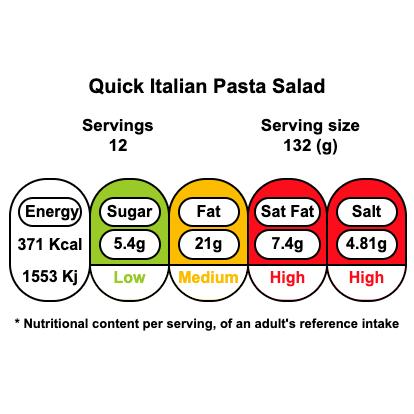 Quick Italian Pasta Salad
Servings Serving size
12 132 (g)
Energy Sugar Fat Sat Fat Salt
371 Kcal 5.4g 21g 7.4g 4.81g
1553 Kj Low Medium High High
* Nutritional content per serving, of an adult's reference intake